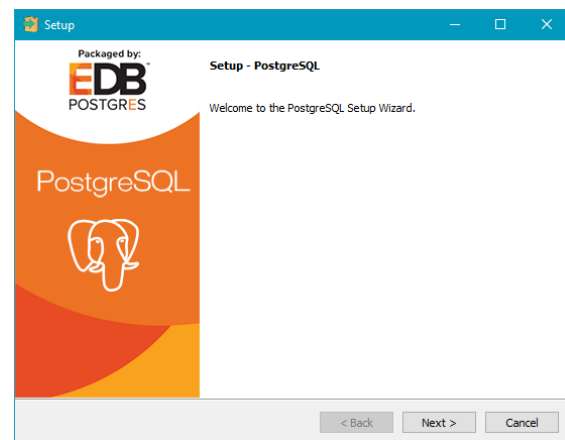 Setup
Packaged by:
EDB
POSTGRES
PostgreSQL
Setup - PostgreSQL
Welcome to the PostgreSQL Setup Wizard.
< Back
Next >
Cancel